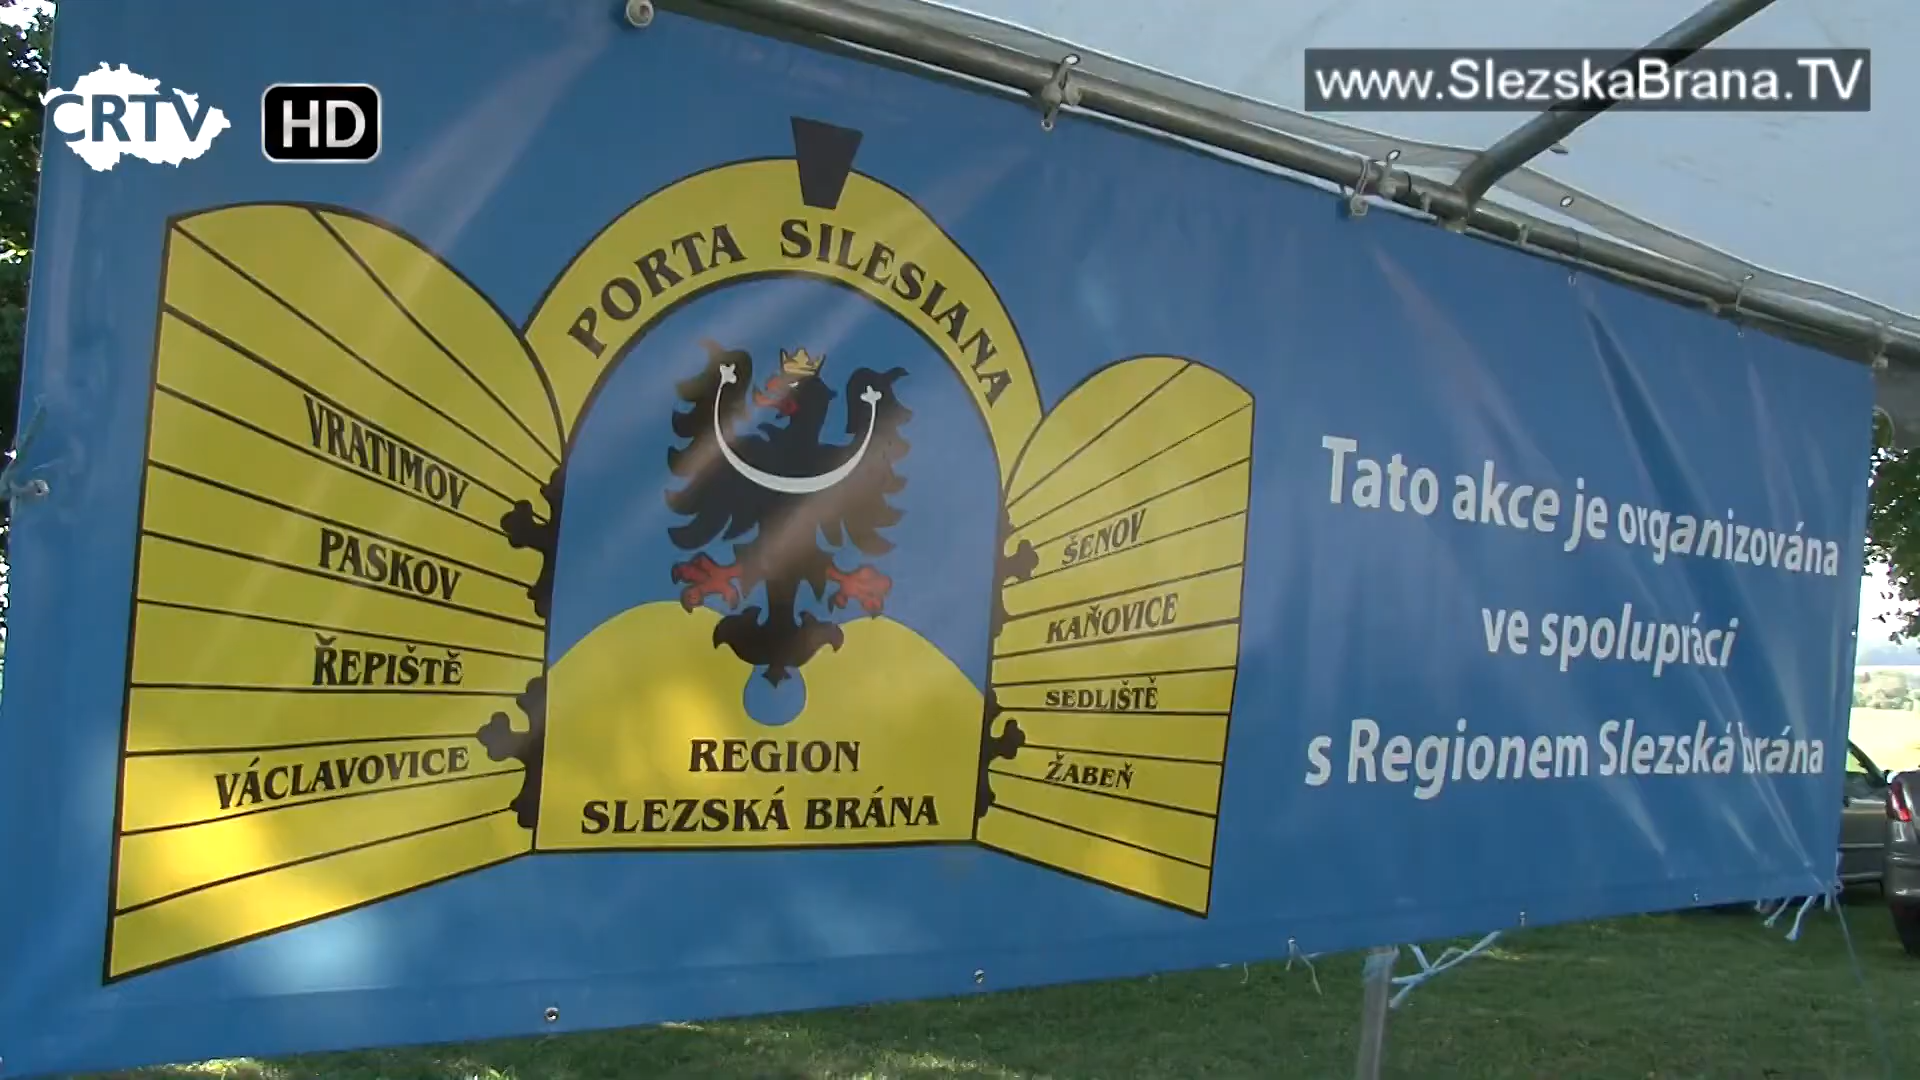 CRTV
HD
www.SlezskaBrana.TV
PORTA SILESIANA
VRATIMOV
PASKOV
ŘEPIŠTĚ
VÁCLAVOVICE
ŠENOV
KAŇOVICE
SEDLIŠTĚ
ŽABEŇ
REGION
SLEZSKÁ BRÁNA
Tato akce je organizována
ve spolupráci
s Regionem Slezská brána